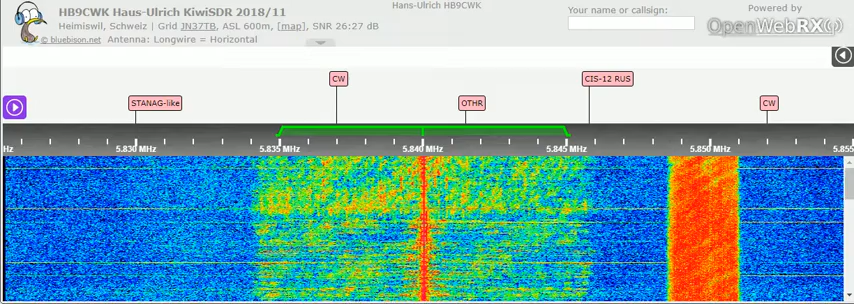 HB9CWK Haus-Ulrich KiwiSDR 2018/11
Heimiswil, Schweiz | Grid JN37TB, ASL 600m, [map], SNR 26:27 dB
© bluebison.net Antenna: Longwire = Horizontal
Hans-Ulrich HB9CWK
Your name or callsign:
Powered by
OpenWebRX
CW
CIS-12 RUS
STANAG-like
OTHR
CW
Hz 5.830 MHz 5.835 MHz 5.840 MHz 5.845 MHz 5.850 MHz 5.855